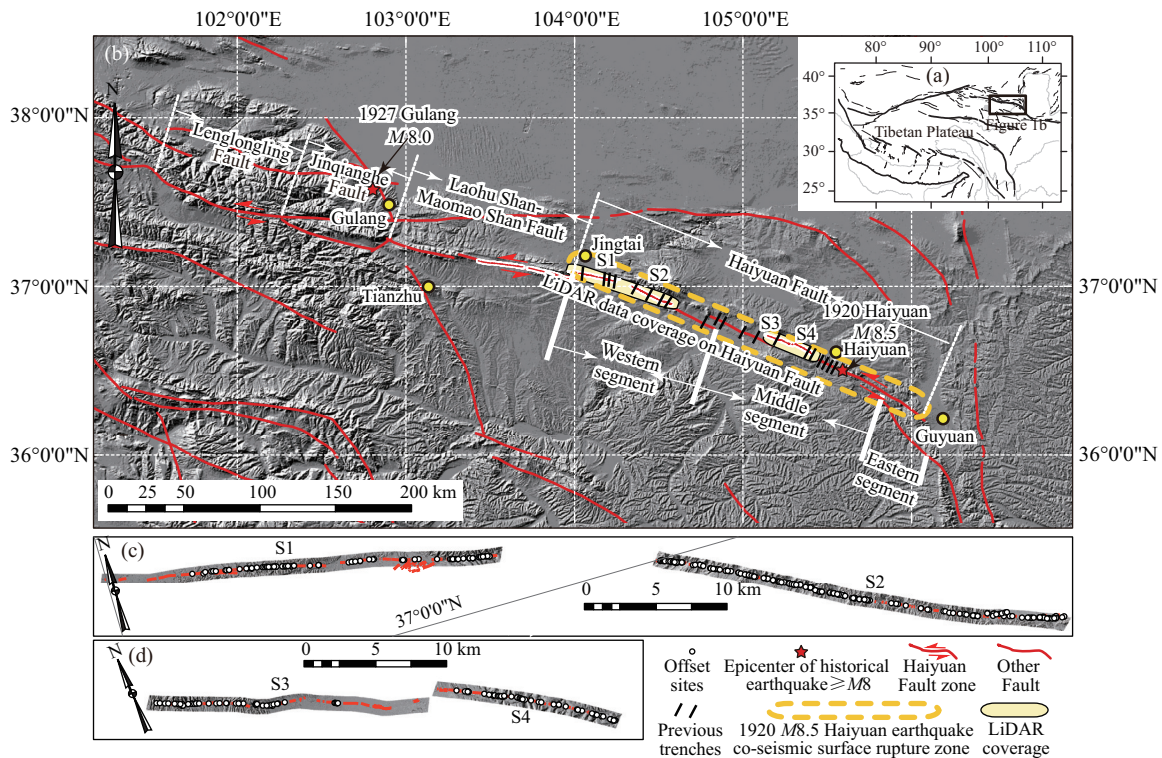 102°0'0"E
103°0'0"E
104°0'0"E
105°0'0"E
(b)
N
38°0'0"N
37°0'0"N
36°0'0"N
37°0'0"N
36°0'0"N
80°
90°
100°
110°
40°
35°
30°
25°
(a)
Figure 1b
Tibetan Plateau
1927 Gulang
M8.0
Lenglongling
Fault
Jinqianghe
Fault
Gulang
Laohu Shan-
Maomao Shan Fault
Tianzhu
Jingtai
S1
S2
Haiyuan Fault
LiDAR data coverage on Haiyuan Fault
S3
S4
1920 Haiyuan
M8.5
Haiyuan
Western
segment
Middle
segment
Eastern
segment
Guyuan
0 25 50 100 150 200 km
(c)
N
S1
37°0'0"N
0 5 10 km
S2
(d)
N
0 5 10 km
S3
S4
Offset
sites
Epicenter of historical
earthquake≥M8
Haiyuan
Fault zone
Other
Fault
Previous
trenches
1920 M8.5 Haiyuan earthquake
co-seismic surface rupture zone
LiDAR
coverage